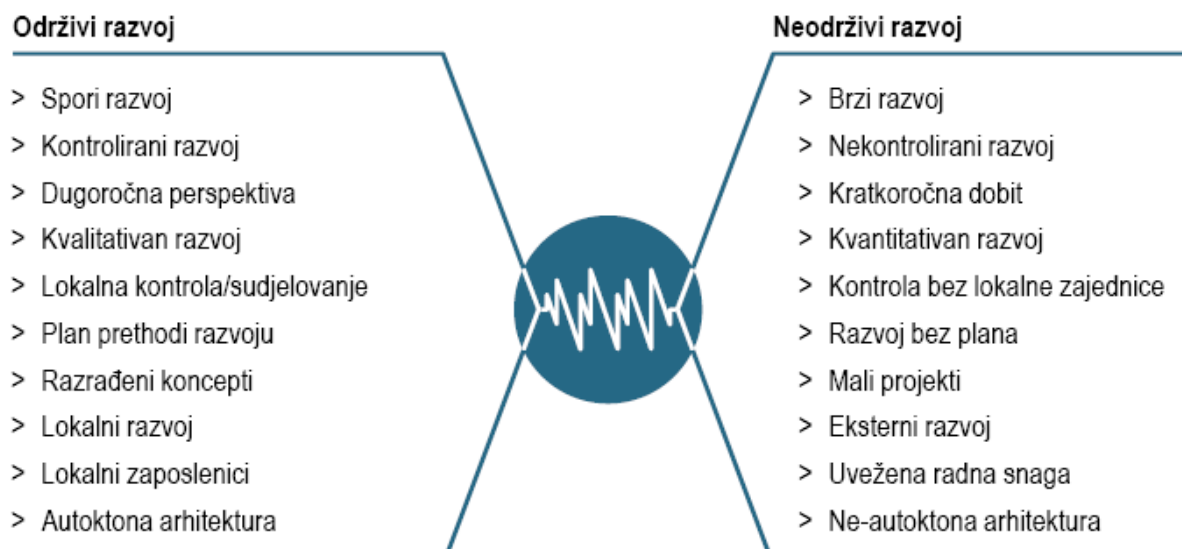 Održivi razvoj
> Spori razvoj
> Kontrolirani razvoj
> Dugoročna perspektiva
> Kvalitativan razvoj
> Lokalna kontrola/sudjelovanje
> Plan prethodi razvoju
> Razrađeni koncepti
> Lokalni razvoj
> Lokalni zaposlenici
> Autoktona arhitektura
Neodrživi razvoj
> Brzi razvoj
> Nekontrolirani razvoj
> Kratkoročna dobit
> Kvantitativan razvoj
> Kontrola bez lokalne zajednice
> Razvoj bez plana
> Mali projekti
> Eksterni razvoj
> Uvežena radna snaga
> Ne-autoktona arhitektura